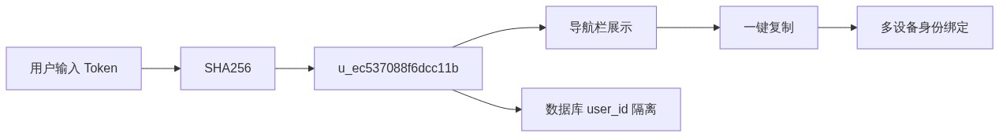 用户输入 Token
SHA256
u_ec537088f6dcc11b
导航栏展示
一键复制
多设备身份绑定
数据库 user_id 隔离